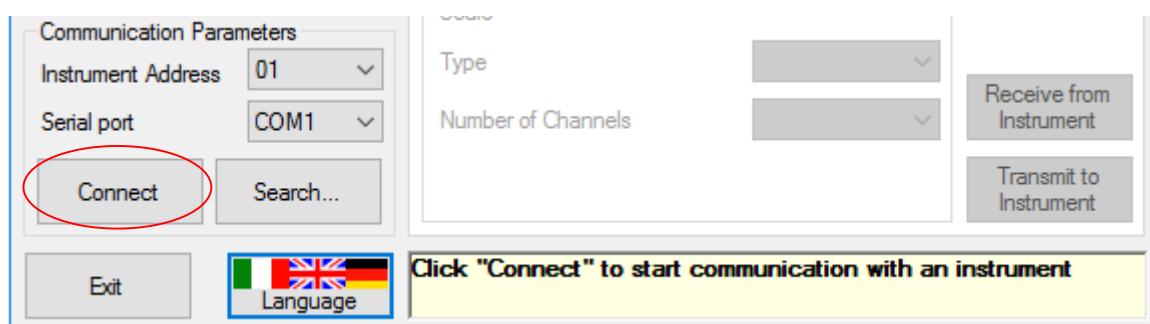 Communication Parameters
Instrument Address 01
Serial port COM1
Connect
Search...
Exit
Language
Type
Number of Channels
Receive from
Instrument
Transmit to
Instrument
Click "Connect" to start communication with an instrument